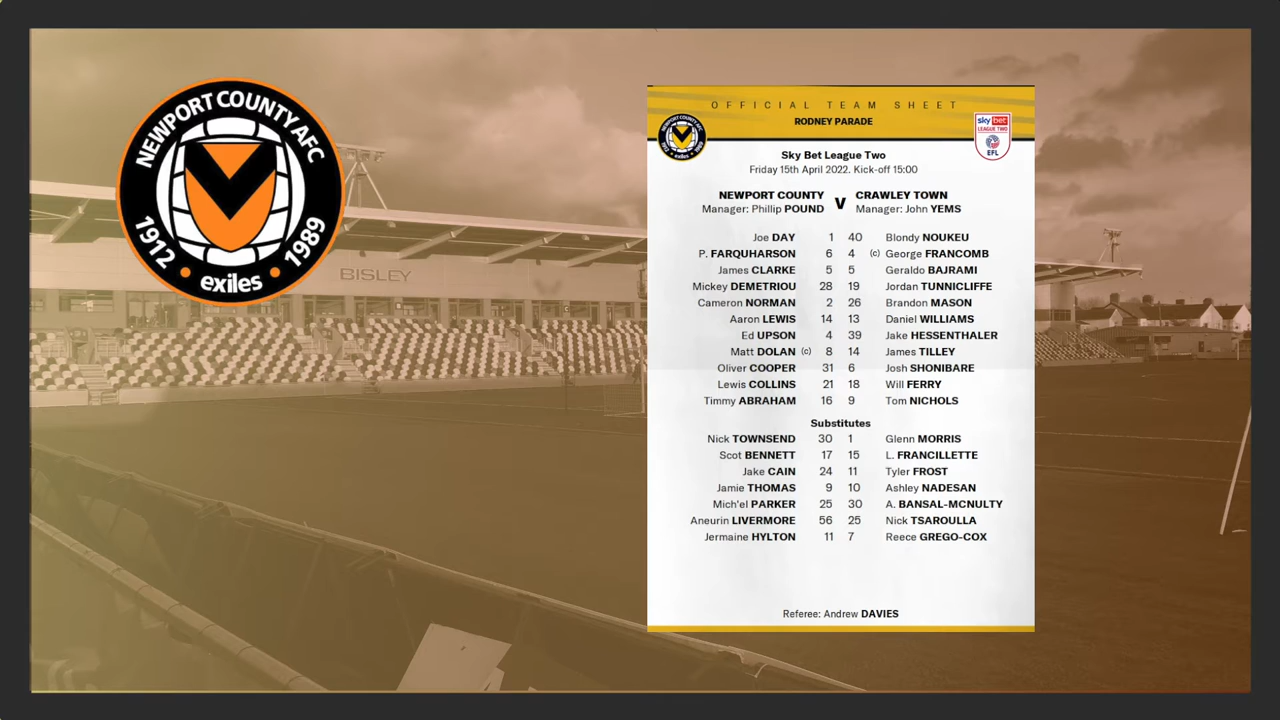 NEWPORT COUNTY AFC
1912 exiles 1989
BISLEY
OFFICIAL TEAM SHEET
RODNEY PARADE
NEWPORT COUNTY AFC
1912 exiles 1989
sky bet
LEAGUE TWO
EFL
Sky Bet League Two
Friday 15th April 2022. Kick-off 15:00
NEWPORT COUNTY v CRAWLEY TOWN
Manager: Phillip POUND Manager: John YEMS
Joe DAY 1 40 Blondy NOUKEU
P. FARQUHARSON 6 4 (c) George FRANCOMB
James CLARKE 5 5 Geraldo BAJRAMI
Mickey DEMETRIOU 28 19 Jordan TUNNICLIFFE
Cameron NORMAN 2 26 Brandon MASON
Aaron LEWIS 14 13 Daniel WILLIAMS
Ed UPSON 4 39 Jake HESSENTHALER
Matt DOLAN (c) 8 14 James TILLEY
Oliver COOPER 31 6 Josh SHONIBARE
Lewis COLLINS 21 18 Will FERRY
Timmy ABRAHAM 16 9 Tom NICHOLS
Substitutes
Nick TOWNSEND 30 1 Glenn MORRIS
Scot BENNETT 17 15 L. FRANCILLETTE
Jake CAIN 24 11 Tyler FROST
Jamie THOMAS 9 10 Ashley NADESAN
Mich'el PARKER 25 30 A. BANSAL-MCNULTY
Aneurin LIVERMORE 56 25 Nick TSAROULLA
Jermaine HYLTON 11 7 Reece GREGO-COX
Referee: Andrew DAVIES